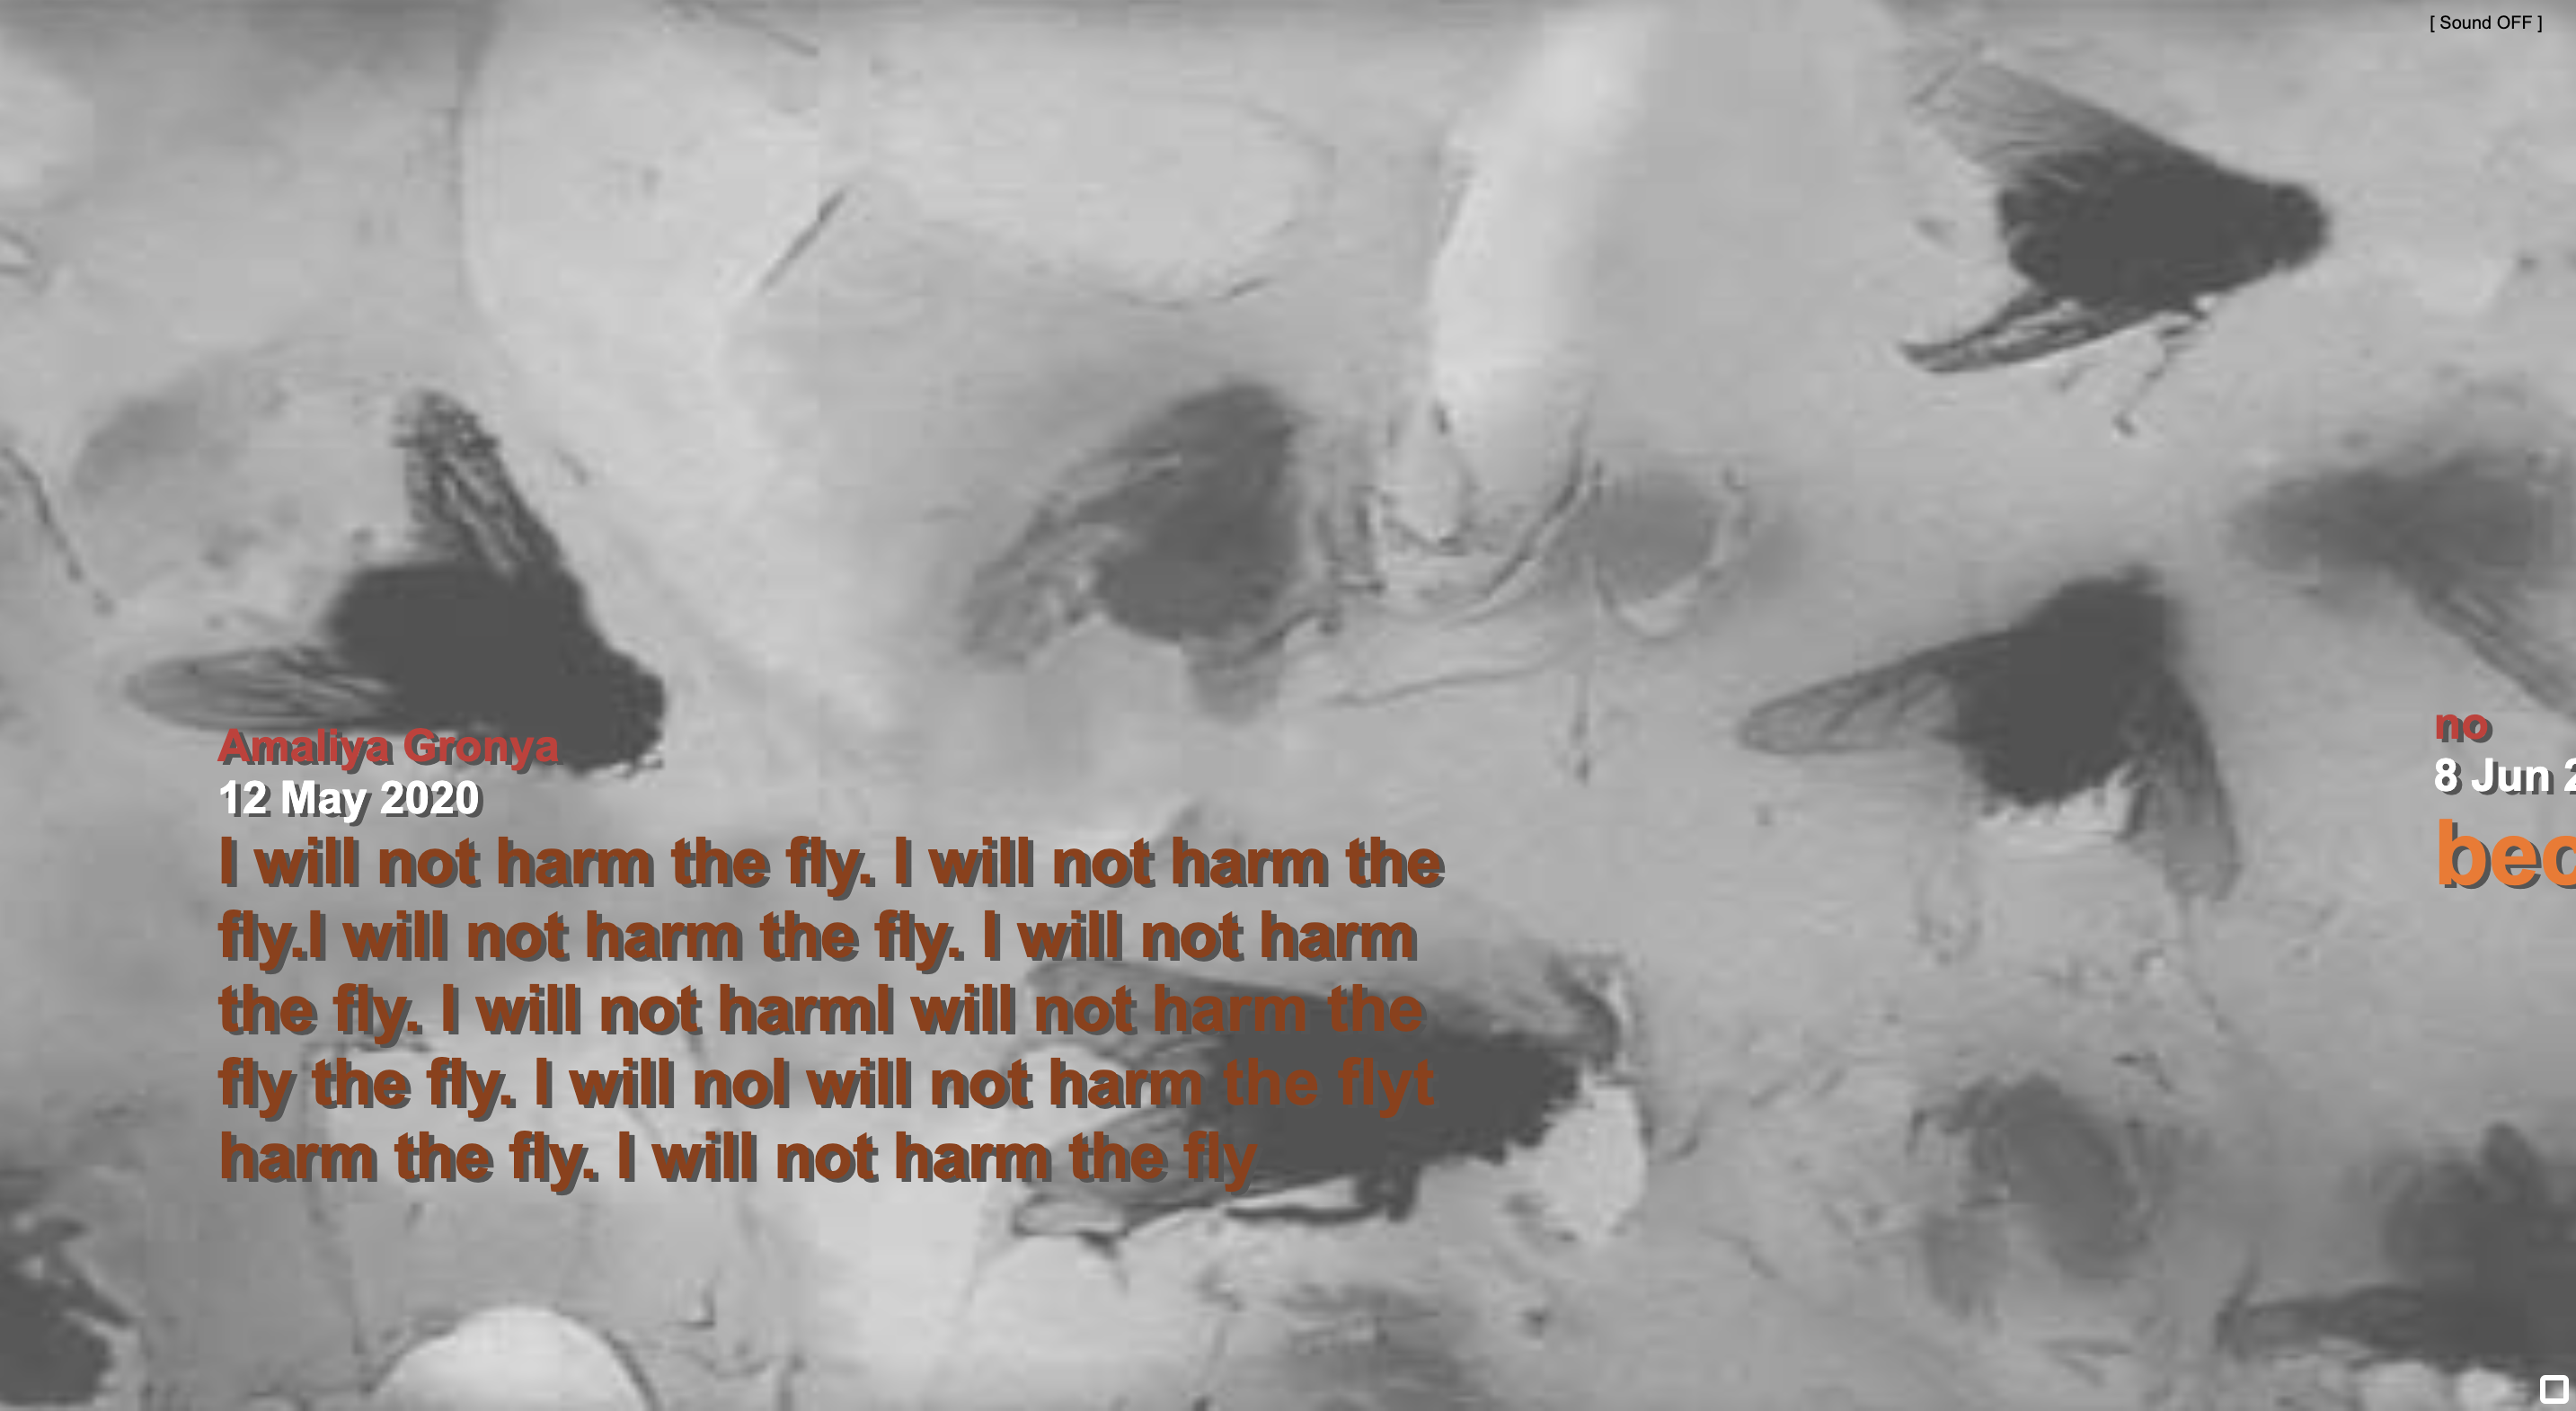 [ Sound OFF ]
Amaliya Gronya
12 May 2020
I will not harm the fly. I will not harm the
fly.I will not harm the fly. I will not harm
the fly. I will not harmI will not harm the
fly the fly. I will noI will not harm the flyt
harm the fly. I will not harm the fly
no
8 Jun